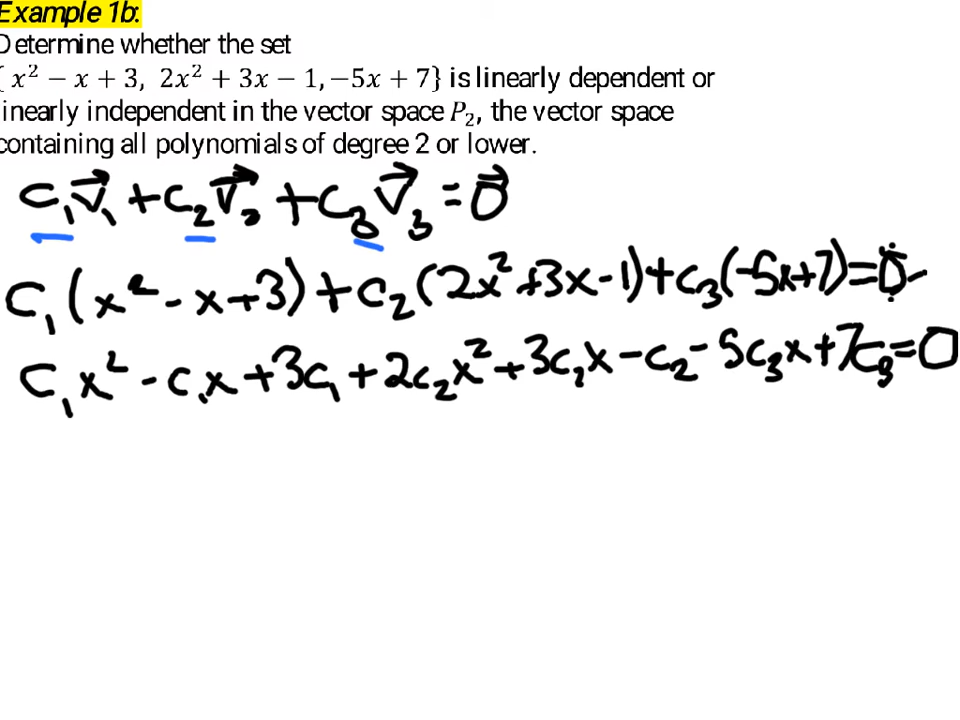 Example 1b:
Determine whether the set
{ x² − x + 3, 2x² + 3x − 1, −5x + 7} is linearly dependent or
linearly independent in the vector space P₂, the vector space
containing all polynomials of degree 2 or lower.
c₁v⃗₁ + c₂v⃗₂ + c₃v⃗₃ = 0⃗
c₁(x² - x + 3) + c₂(2x² + 3x - 1) + c₃(-5x + 7) = 0
c₁x² - c₁x + 3c₁ + 2c₂x² + 3c₂x - c₂ - 5c₃x + 7c₃ = 0